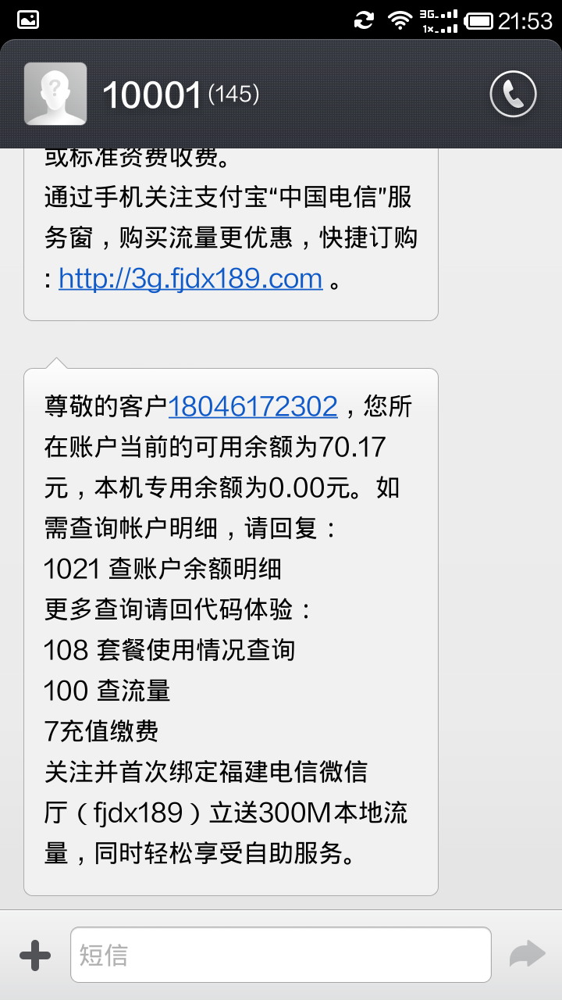 3G
1×
21:53
10001 (145)
或标准资费收费。
通过手机关注支付宝“中国电信”服
务窗，购买流量更优惠，快捷订购
：http://3g.fjdx189.com 。
尊敬的客户18046172302，您所
在账户当前的可用余额为70.17
元，本机专用余额为0.00元。如
需查询帐户明细，请回复：
1021 查账户余额明细
更多查询请回代码体验：
108 套餐使用情况查询
100 查流量
7充值缴费
关注并首次绑定福建电信微信
厅（fjdx189）立送300M本地流
量，同时轻松享受自助服务。
短信